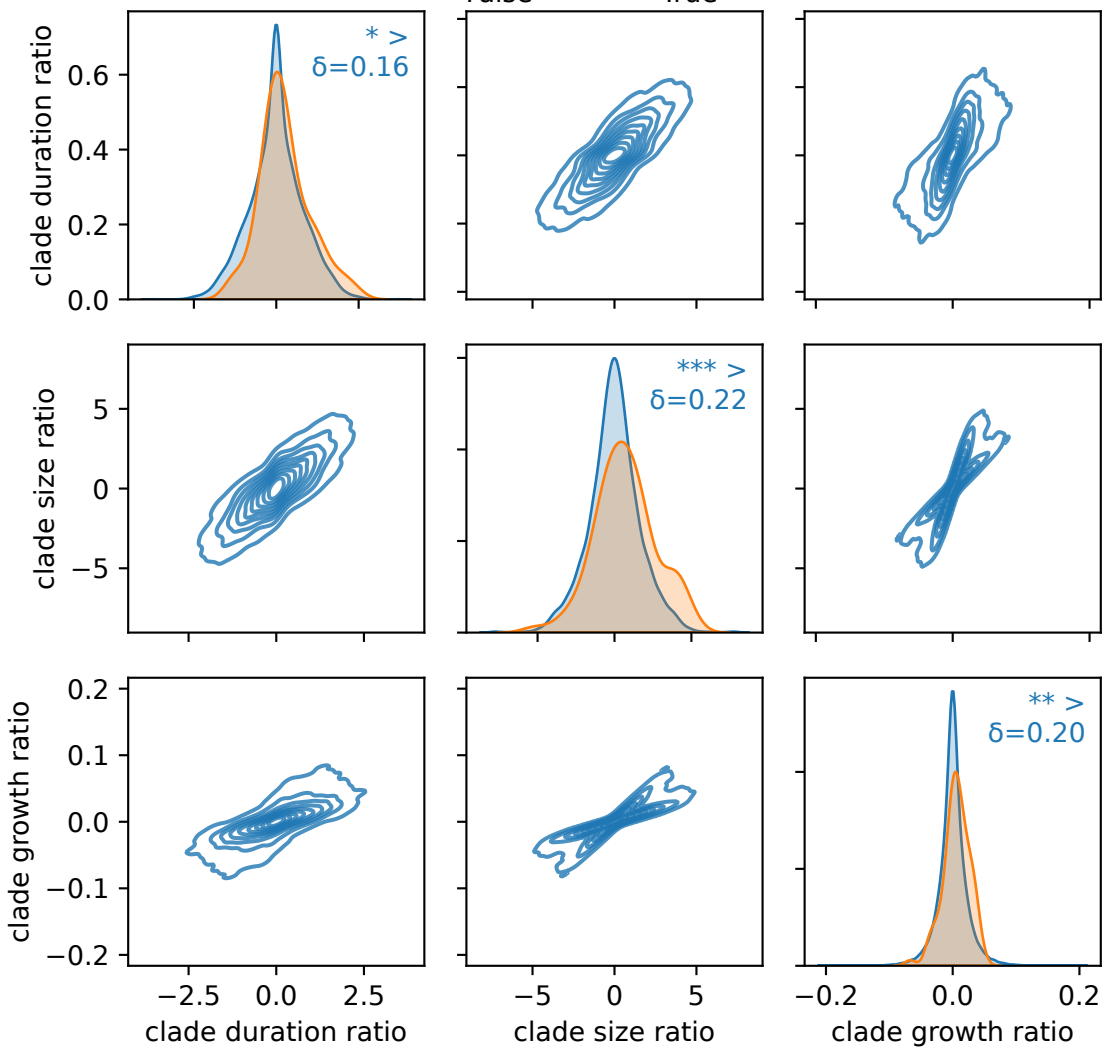 True
* >
δ=0.16
clade duration ratio
0.6
0.4
0.2
0.0
*** >
δ=0.22
clade size ratio
5
0
−5
** >
δ=0.20
clade growth ratio
0.2
0.1
0.0
−0.1
−0.2
−2.5 0.0 2.5
−5 0 5
−0.2 0.0 0.2
clade duration ratio
clade size ratio
clade growth ratio